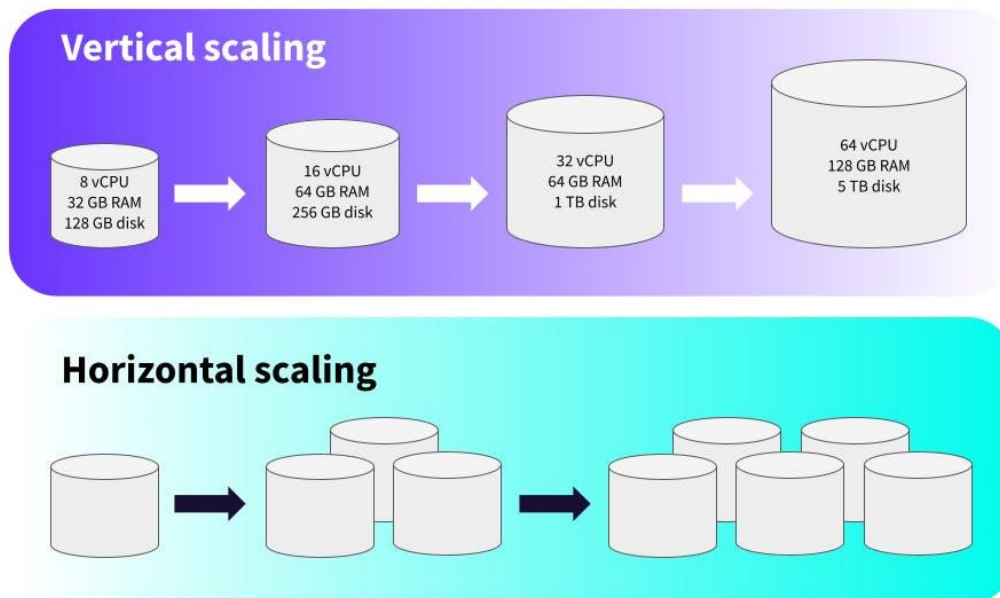 Vertical scaling
8 vCPU
32 GB RAM
128 GB disk
16 vCPU
64 GB RAM
256 GB disk
32 vCPU
64 GB RAM
1 TB disk
64 vCPU
128 GB RAM
5 TB disk
Horizontal scaling